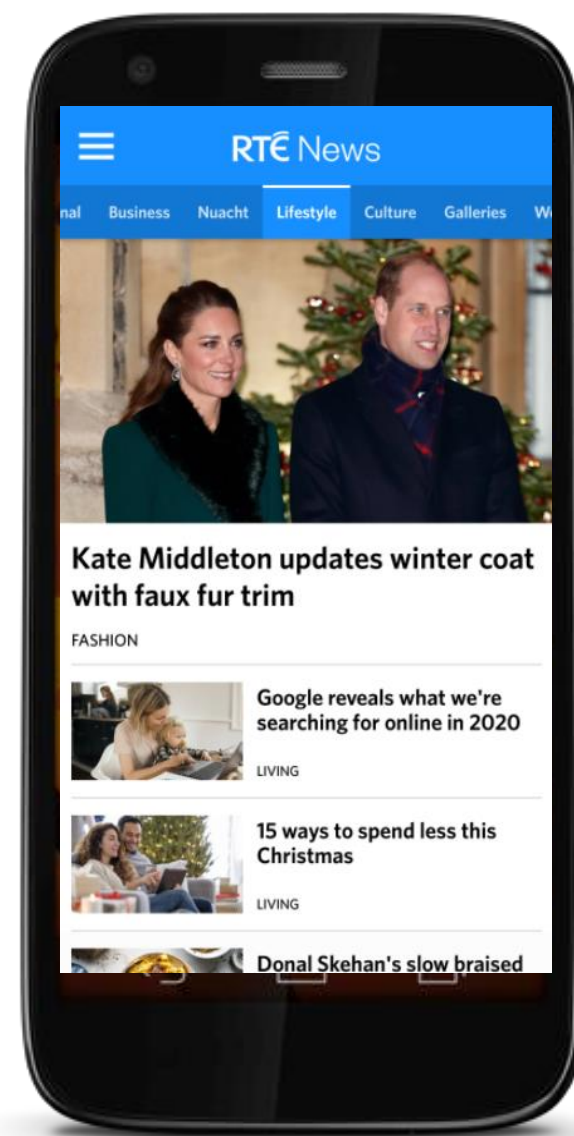 RTÉ News
nal Business Nuacht Lifestyle Culture Galleries
Kate Middleton updates winter coat
with faux fur trim
FASHION
Google reveals what we're
searching for online in 2020
LIVING
15 ways to spend less this
Christmas
LIVING
Donal Skehan's slow braised